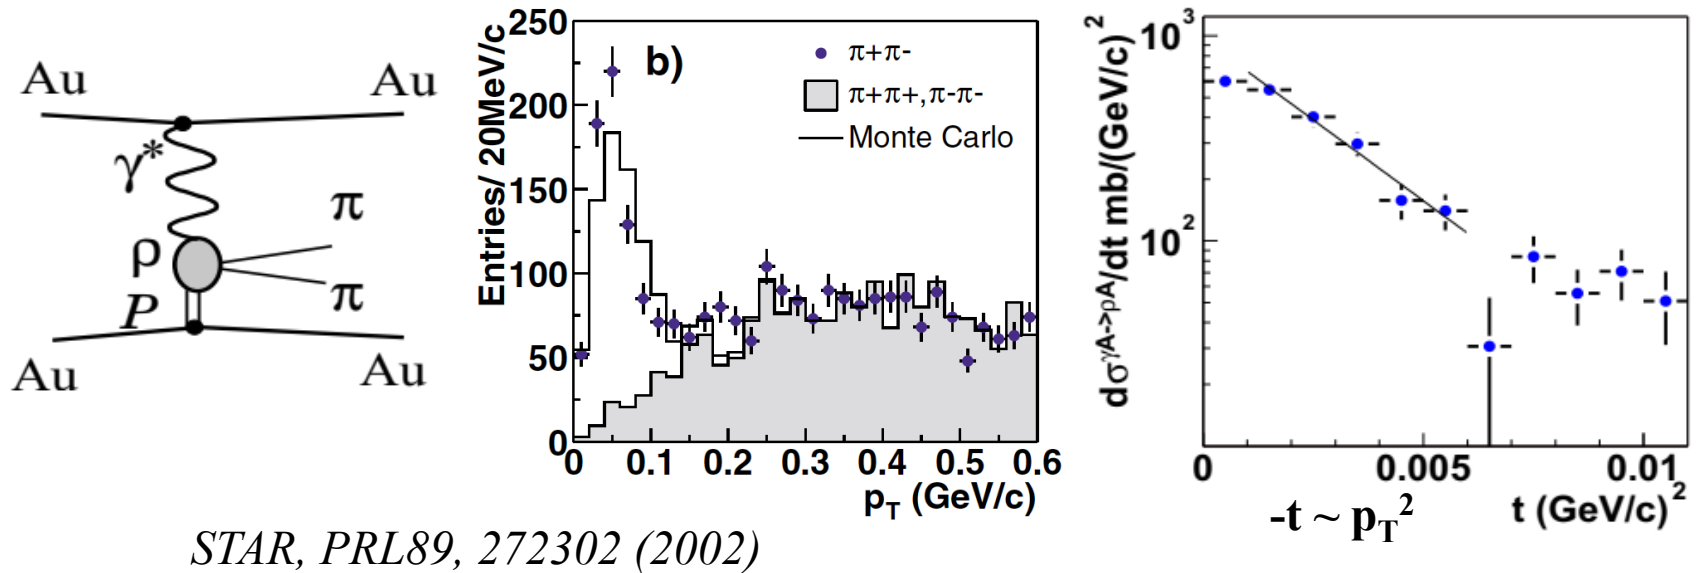 Au
Au
γ*
π
ρ
π
P
Au
Au
Entries/ 20MeV/c
250
200
150
100
50
0
b)
π+π-
π+π+,π-π-
Monte Carlo
0
0.1
0.2
0.3
0.4
0.5
0.6
p_T (GeV/c)
dσ^γA->ρA/dt mb/(GeV/c)^2
10^3
10^2
0
0.005
0.01
-t ~ p_T^2
t (GeV/c)^2
STAR, PRL89, 272302 (2002)